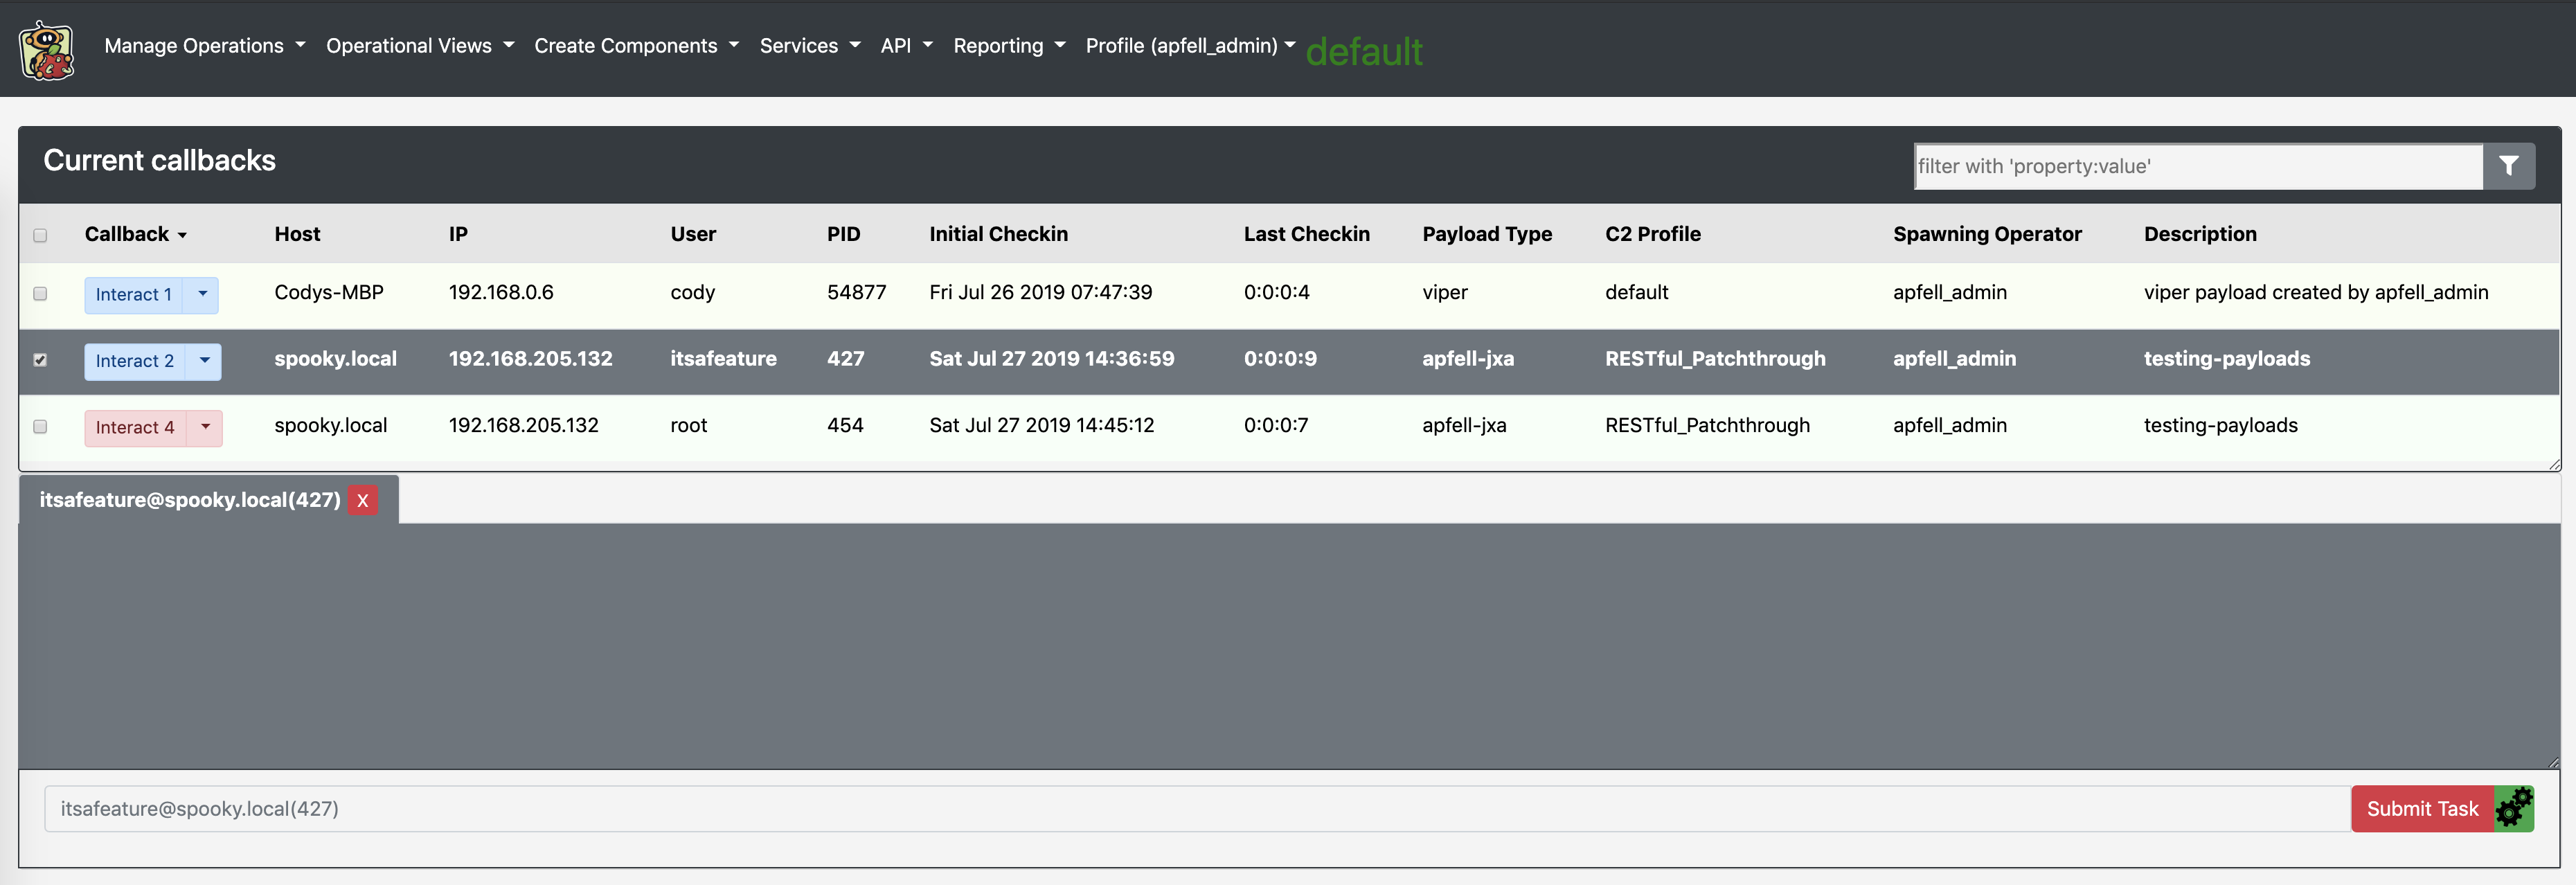 Manage Operations Operational Views Create Components Services API Reporting Profile (apfell_admin) default
Current callbacks
filter with 'property:value'
Callback Host IP User PID Initial Checkin Last Checkin Payload Type C2 Profile Spawning Operator Description
Interact 1 Codys-MBP 192.168.0.6 cody 54877 Fri Jul 26 2019 07:47:39 0:0:0:4 viper default apfell_admin viper payload created by apfell_admin
Interact 2 spooky.local 192.168.205.132 itsafeature 427 Sat Jul 27 2019 14:36:59 0:0:0:9 apfell-jxa RESTful_Patchthrough apfell_admin testing-payloads
Interact 4 spooky.local 192.168.205.132 root 454 Sat Jul 27 2019 14:45:12 0:0:0:7 apfell-jxa RESTful_Patchthrough apfell_admin testing-payloads
itsafeature@spooky.local(427) X
itsafeature@spooky.local(427) Submit Task